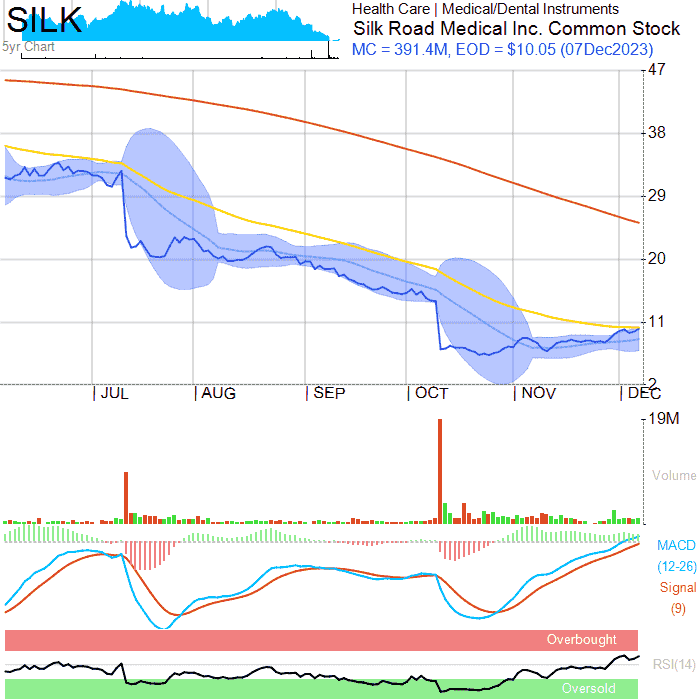 SILK
5yr Chart
Health Care | Medical/Dental Instruments
Silk Road Medical Inc. Common Stock
MC = 391.4M, EOD = $10.05 (07Dec2023)
47
38
29
20
11
2
JUL AUG SEP OCT NOV DEC
19M
Volume
MACD
(12-26)
Signal
(9)
Overbought
RSI(14)
Oversold